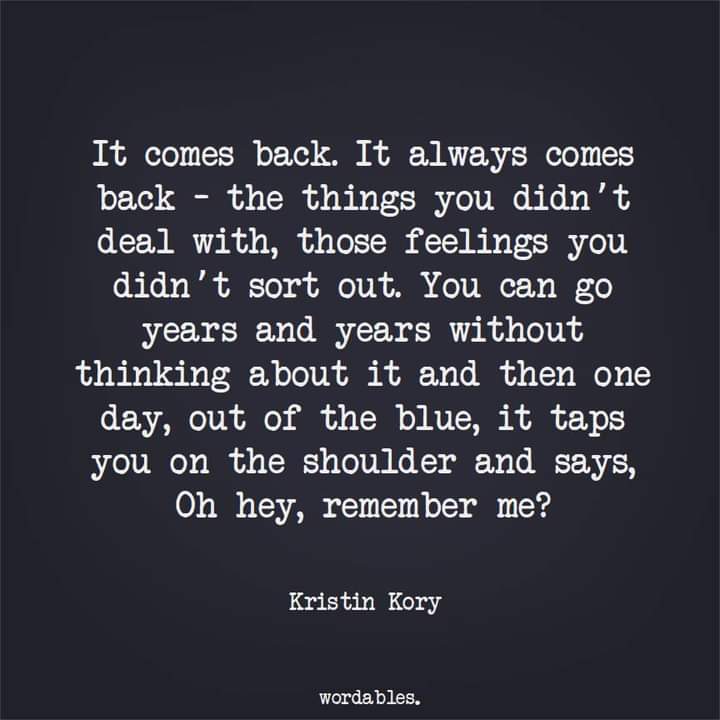 It comes back. It always comes
back - the things you didn't
deal with, those feelings you
didn't sort out. You can go
years and years without
thinking about it and then one
day, out of the blue, it taps
you on the shoulder and says,
Oh hey, remember me?
Kristin Kory
wordables.